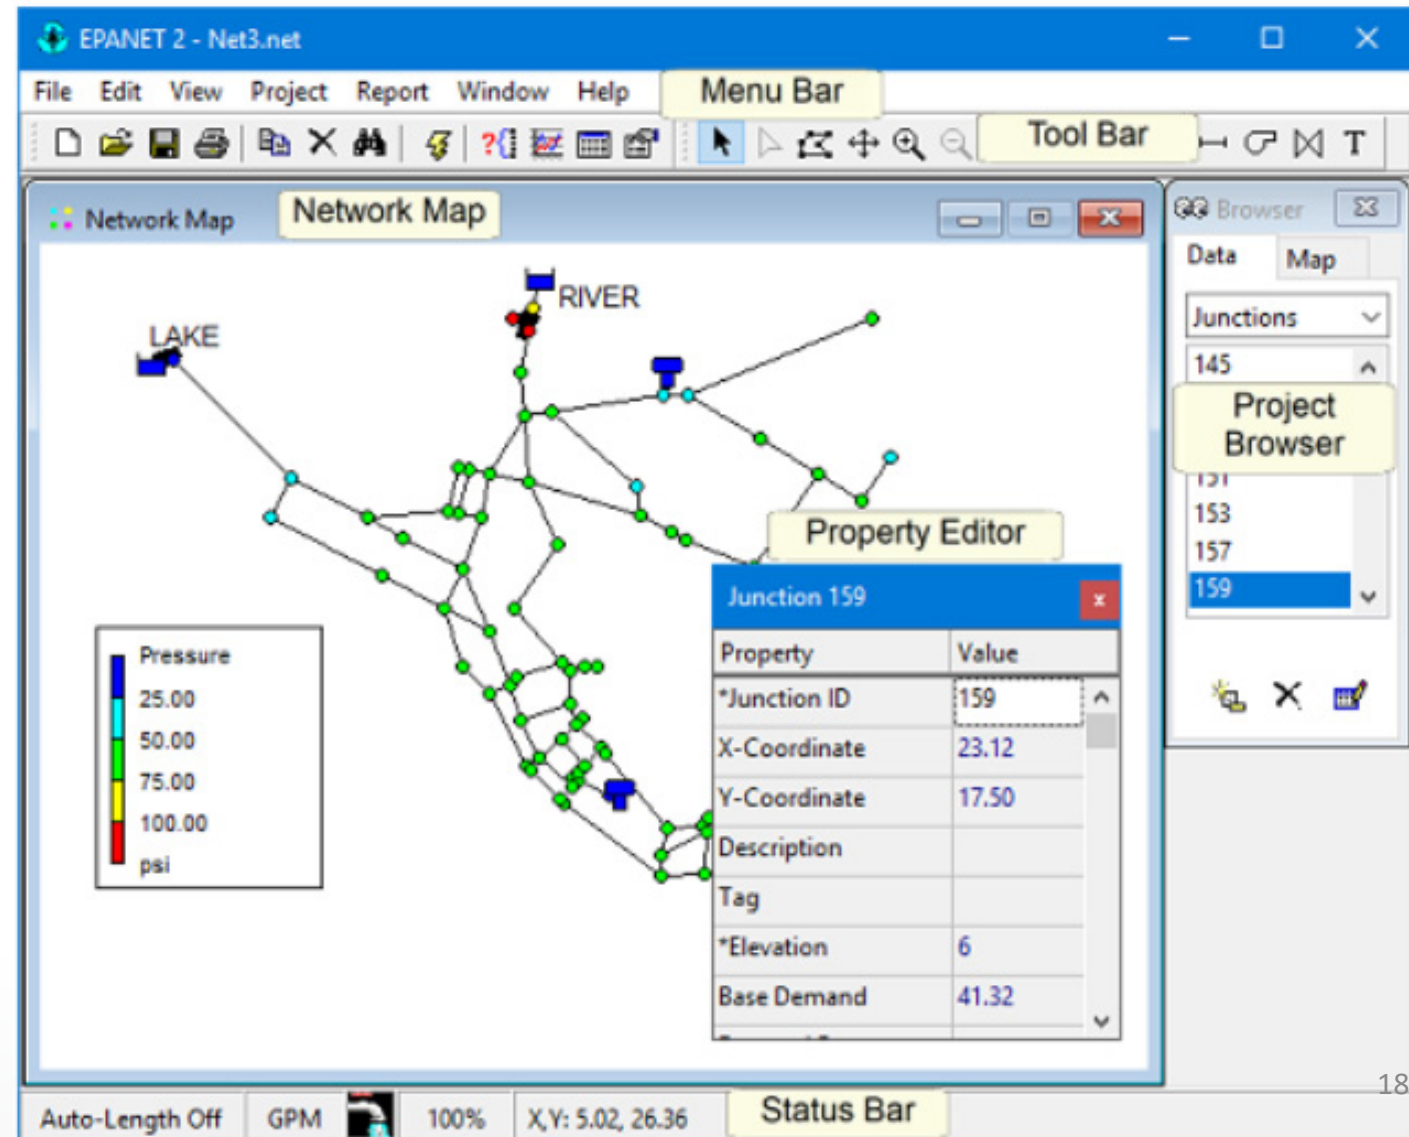 EPANET 2 - Net3.net
File Edit View Project Report Window Help Menu Bar
Tool Bar T
Network Map Network Map
Browser
Data Map
Junctions
145
Project
Browser
151
153
157
159
LAKE
RIVER
Pressure
25.00
50.00
75.00
100.00
psi
Property Editor
Junction 159
Property Value
*Junction ID 159
X-Coordinate 23.12
Y-Coordinate 17.50
Description
Tag
*Elevation 6
Base Demand 41.32
18
Auto-Length Off GPM 100% X,Y: 5.02, 26.36 Status Bar